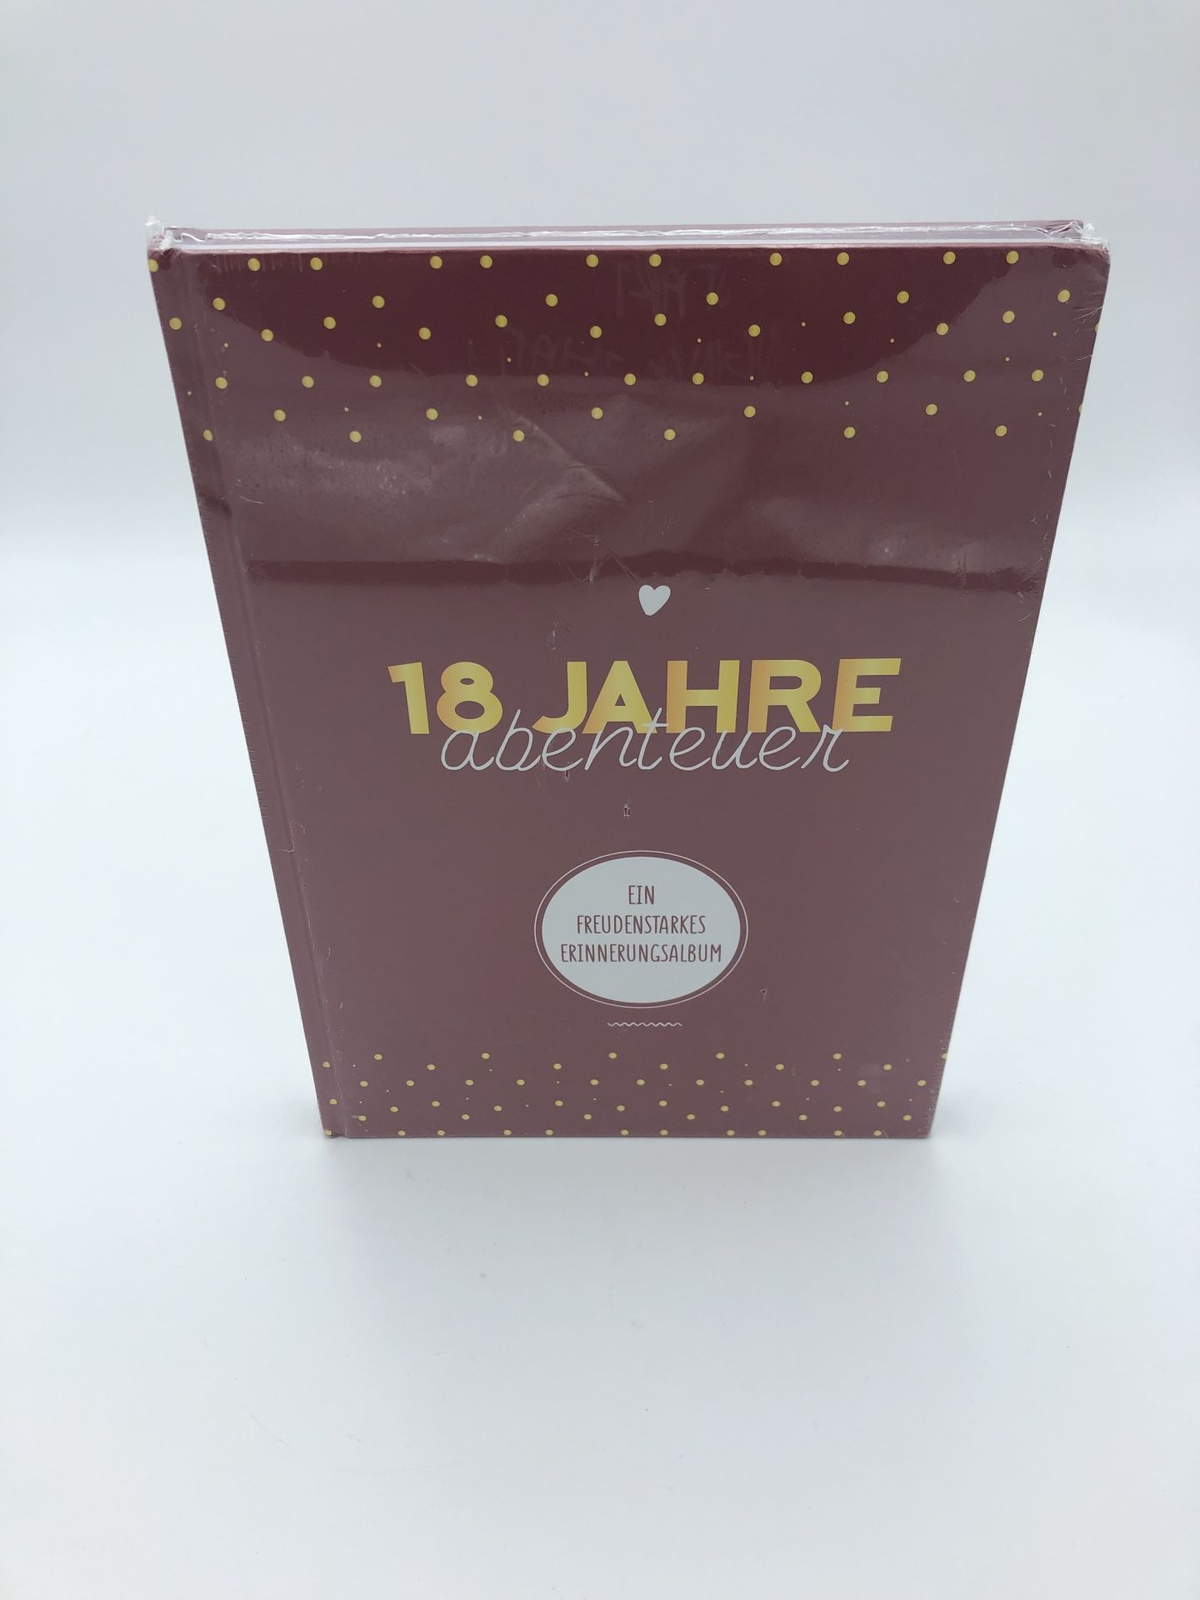 18 JAHRE
abenteuer
EIN
FREUDENSTARKES
ERINNERUNGSALBUM